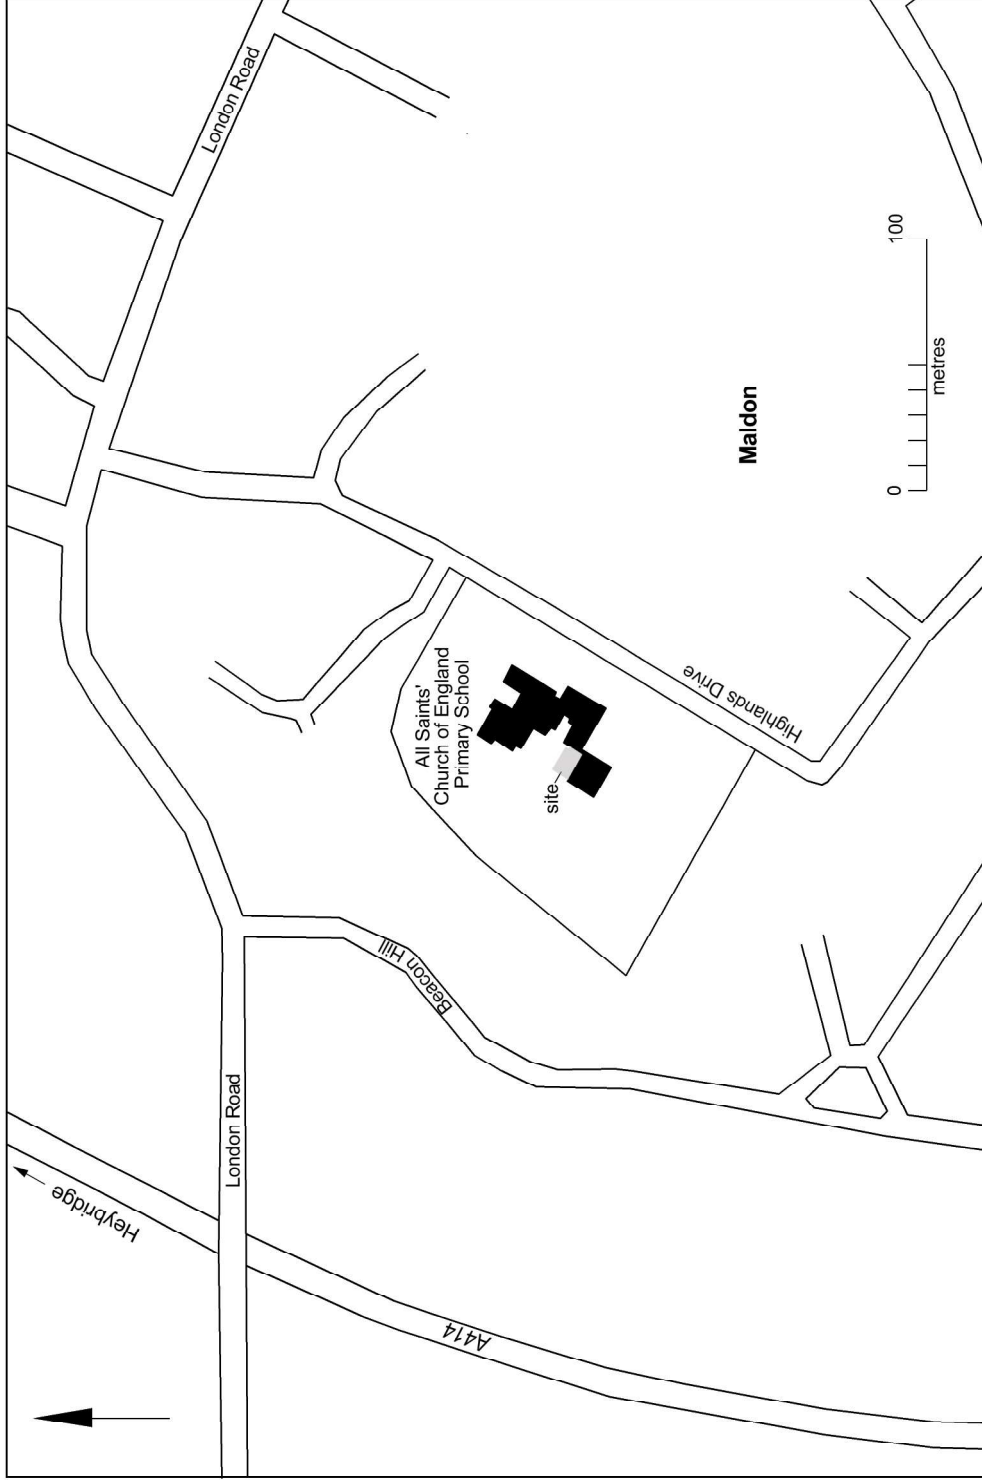 London Road
All Saints'
Church of England
Primary School
site
Highlands Drive
Beacon Hill
London Road
Heybridge
A414
Maldon
0
100
metres